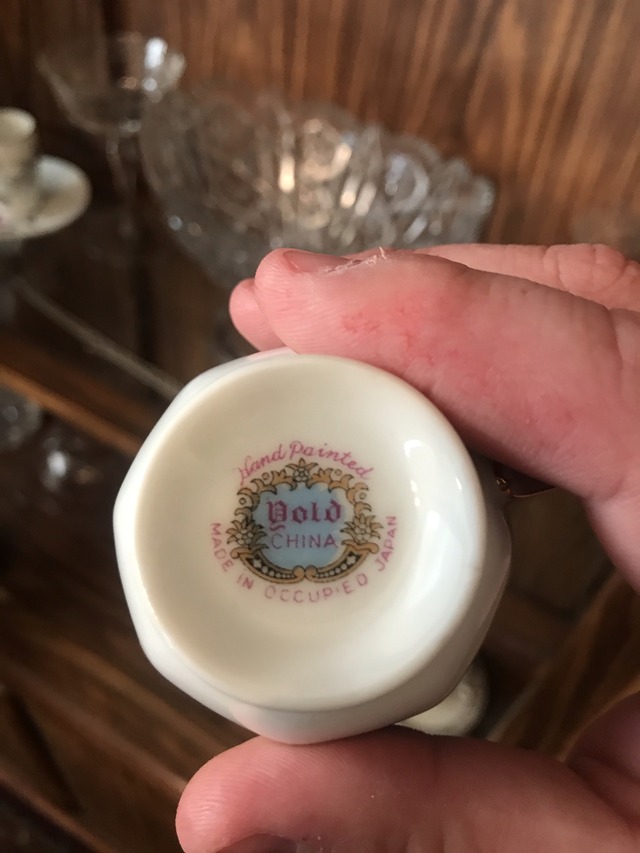 Hand Painted
Yold
CHINA
MADE IN OCCUPIED JAPAN